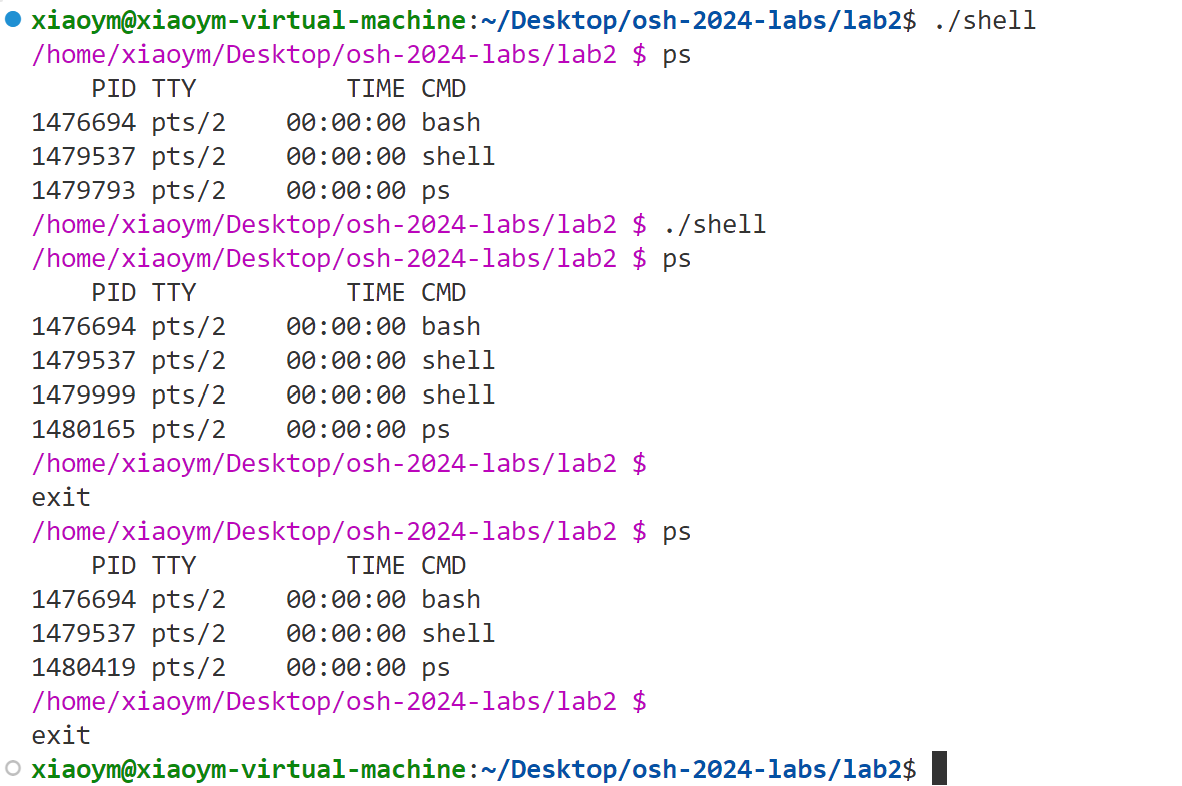 xiaoym@xiaoym-virtual-machine:~/Desktop/osh-2024-labs/lab2$ ./shell
/home/xiaoym/Desktop/osh-2024-labs/lab2 $ ps
    PID TTY          TIME CMD
1476694 pts/2    00:00:00 bash
1479537 pts/2    00:00:00 shell
1479793 pts/2    00:00:00 ps
/home/xiaoym/Desktop/osh-2024-labs/lab2 $ ./shell
/home/xiaoym/Desktop/osh-2024-labs/lab2 $ ps
    PID TTY          TIME CMD
1476694 pts/2    00:00:00 bash
1479537 pts/2    00:00:00 shell
1479999 pts/2    00:00:00 shell
1480165 pts/2    00:00:00 ps
/home/xiaoym/Desktop/osh-2024-labs/lab2 $
exit
/home/xiaoym/Desktop/osh-2024-labs/lab2 $ ps
    PID TTY          TIME CMD
1476694 pts/2    00:00:00 bash
1479537 pts/2    00:00:00 shell
1480419 pts/2    00:00:00 ps
/home/xiaoym/Desktop/osh-2024-labs/lab2 $
exit
xiaoym@xiaoym-virtual-machine:~/Desktop/osh-2024-labs/lab2$